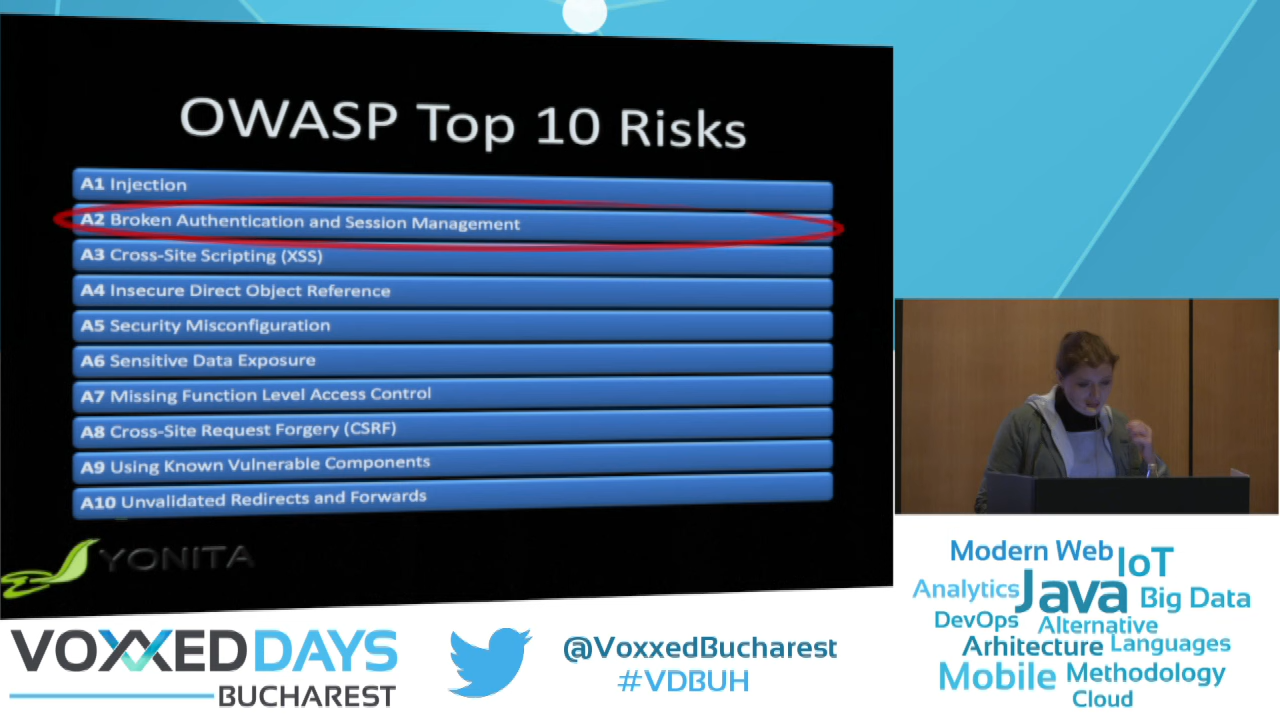 OWASP Top 10 Risks
A1 Injection
A2 Broken Authentication and Session Management
A3 Cross-Site Scripting (XSS)
A4 Insecure Direct Object Reference
A5 Security Misconfiguration
A6 Sensitive Data Exposure
A7 Missing Function Level Access Control
A8 Cross-Site Request Forgery (CSRF)
A9 Using Known Vulnerable Components
A10 Unvalidated Redirects and Forwards
YONITA
VOXXED DAYS
BUCHAREST
@VoxxedBucharest
#VDBUH
Modern Web
IoT
Analytics
Java
Big Data
DevOps
Alternative
Arhitecture
Languages
Mobile
Methodology
Cloud